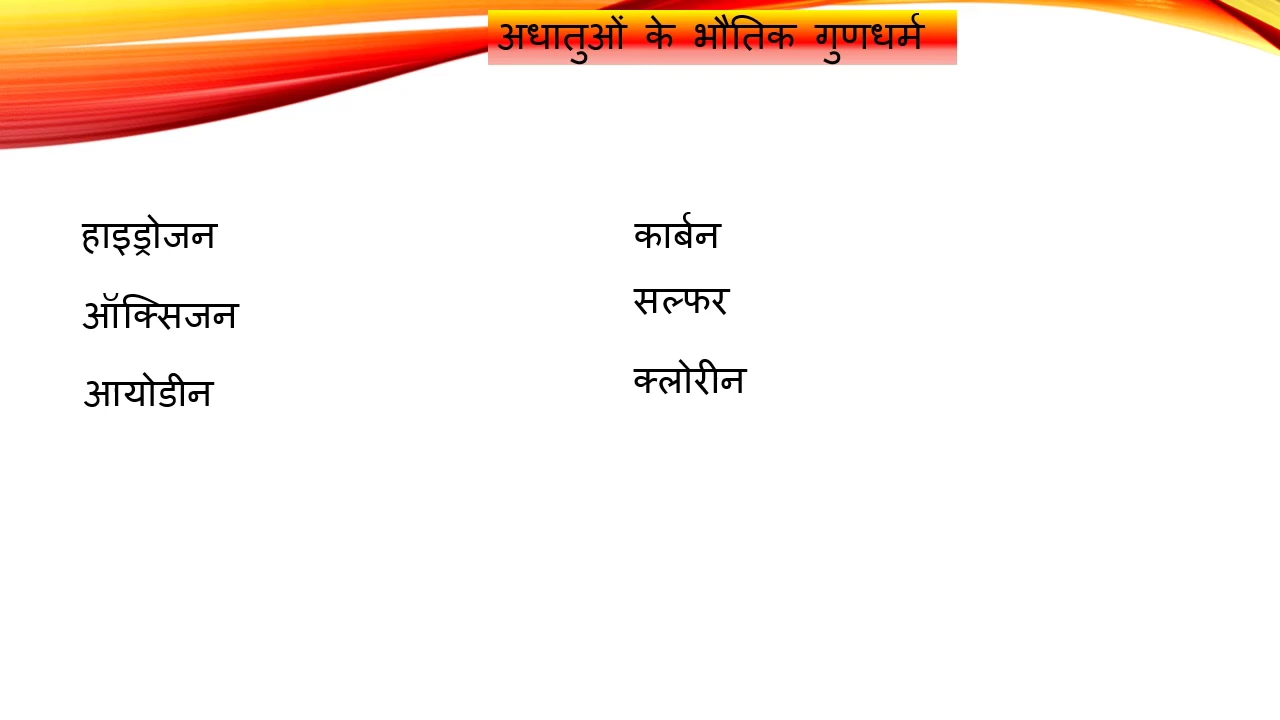 अधातुओं के भौतिक गुणधर्म
हाइड्रोजन
ऑक्सिजन
आयोडीन
कार्बन
सल्फर
क्लोरीन